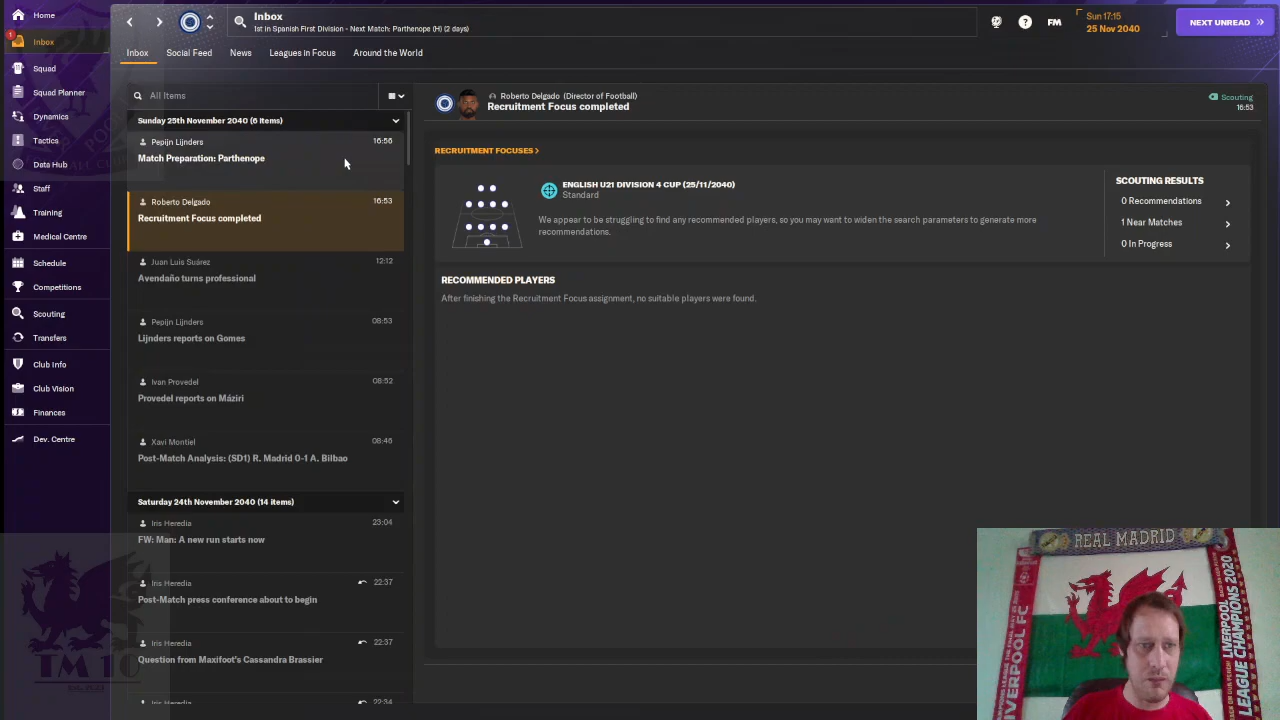 Inbox
1st in Spanish First Division - Next Match: Parthenope (H) (2 days)
FM
Sun 17:15
25 Nov 2040
NEXT UNREAD
Home
1
Inbox
Squad
Squad Planner
Dynamics
Tactics
Data Hub
Staff
Training
Medical Centre
Schedule
Competitions
Scouting
Transfers
Club Info
Club Vision
Finances
Dev. Centre
Inbox
Social Feed
News
Leagues in Focus
Around the World
All Items
Sunday 25th November 2040 (6 items)
Pepijn Lijnders 16:56
Match Preparation: Parthenope
Roberto Delgado 16:53
Recruitment Focus completed
Juan Luis Suárez 12:12
Avendaño turns professional
Pepijn Lijnders 08:53
Lijnders reports on Gomes
Ivan Provedel 08:52
Provedel reports on Máziri
Xavi Montiel 08:46
Post-Match Analysis: (SD1) R. Madrid 0-1 A. Bilbao
Saturday 24th November 2040 (14 items)
Iris Heredia 23:04
FW: Man: A new run starts now
Iris Heredia 22:37
Post-Match press conference about to begin
Iris Heredia 22:37
Question from Maxifoot's Cassandra Brassier
Iris Heredia 22:34
Roberto Delgado (Director of Football)
Recruitment Focus completed
Scouting
16:53
RECRUITMENT FOCUSES >
ENGLISH U21 DIVISION 4 CUP (25/11/2040)
Standard
We appear to be struggling to find any recommended players, so you may want to widen the search parameters to generate more
recommendations.
SCOUTING RESULTS
0 Recommendations
1 Near Matches
0 In Progress
RECOMMENDED PLAYERS
After finishing the Recruitment Focus assignment, no suitable players were found.
TM10
REAL MADRID
LIVERPOOL FC
LIVERPOOL
LEAGUE CHAMPIONS 2020